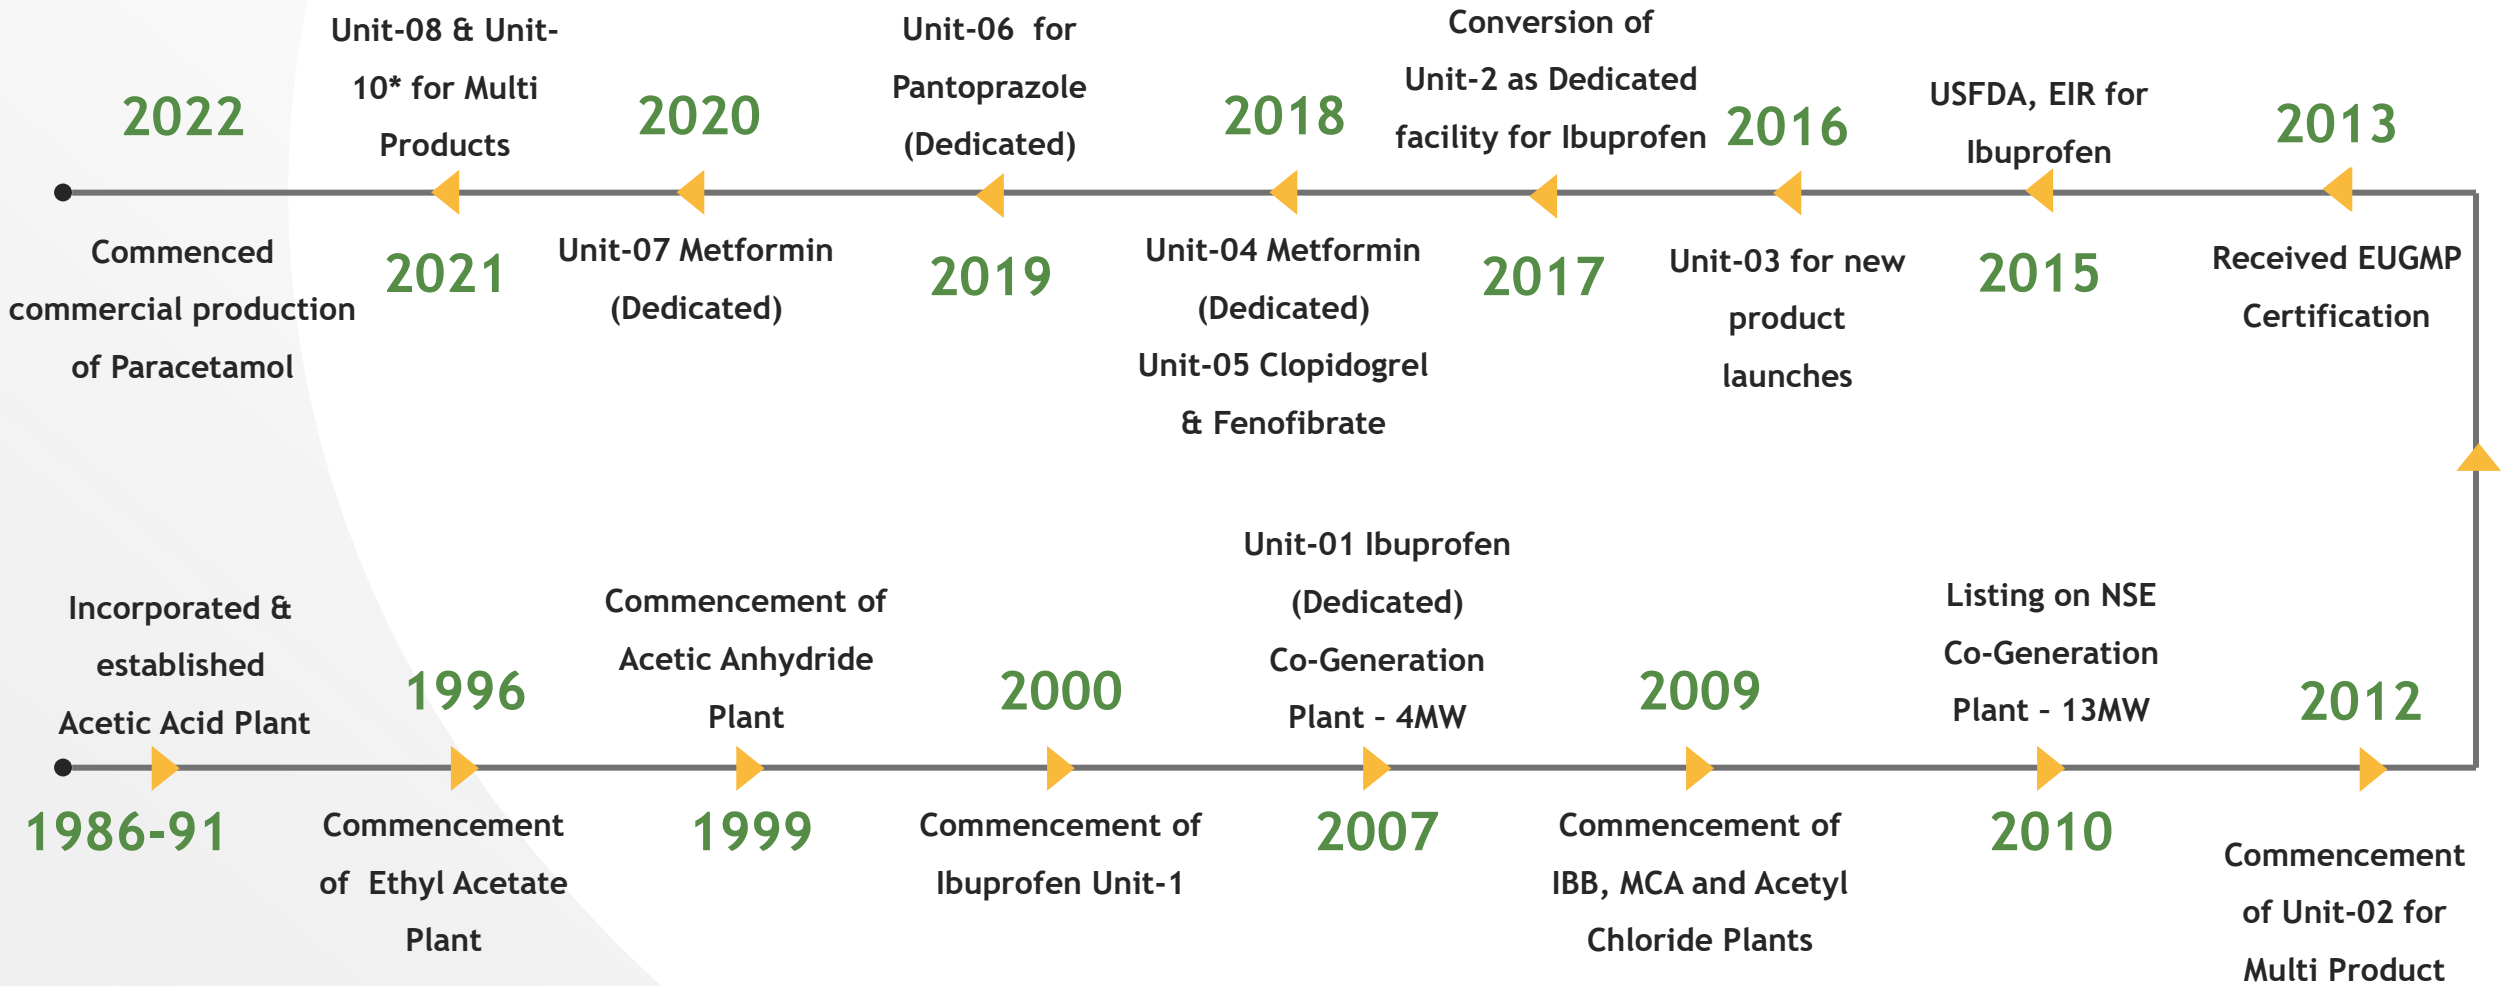 2022
Commenced
commercial production
of Paracetamol
Unit-08 & Unit-
10* for Multi
Products
2021
2020
Unit-07 Metformin
(Dedicated)
Unit-06 for
Pantoprazole
(Dedicated)
2019
2018
Unit-04 Metformin
(Dedicated)
Unit-05 Clopidogrel
& Fenofibrate
Conversion of
Unit-2 as Dedicated
facility for Ibuprofen
2017
2016
Unit-03 for new
product
launches
USFDA, EIR for
Ibuprofen
2015
2013
Received EUGMP
Certification
Incorporated &
established
Acetic Acid Plant
1986-91
1996
Commencement
of Ethyl Acetate
Plant
Commencement of
Acetic Anhydride
Plant
1999
2000
Commencement of
Ibuprofen Unit-1
Unit-01 Ibuprofen
(Dedicated)
Co-Generation
Plant – 4MW
2007
2009
Commencement of
IBB, MCA and Acetyl
Chloride Plants
Listing on NSE
Co-Generation
Plant – 13MW
2010
2012
Commencement
of Unit-02 for
Multi Product